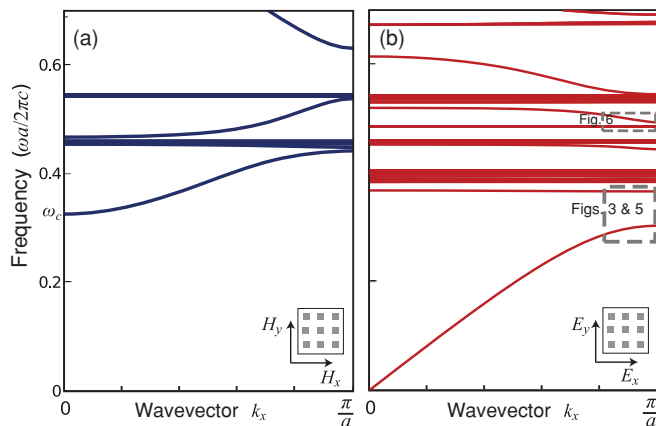 (a)
(b)
Frequency (ωa/2πc)
0.6
0.4
ω_c
0.2
0
H_y
H_x
0
Wavevector k_x
π/a
Fig. 6
Figs. 3 & 5
E_y
E_x
0
Wavevector k_x
π/a